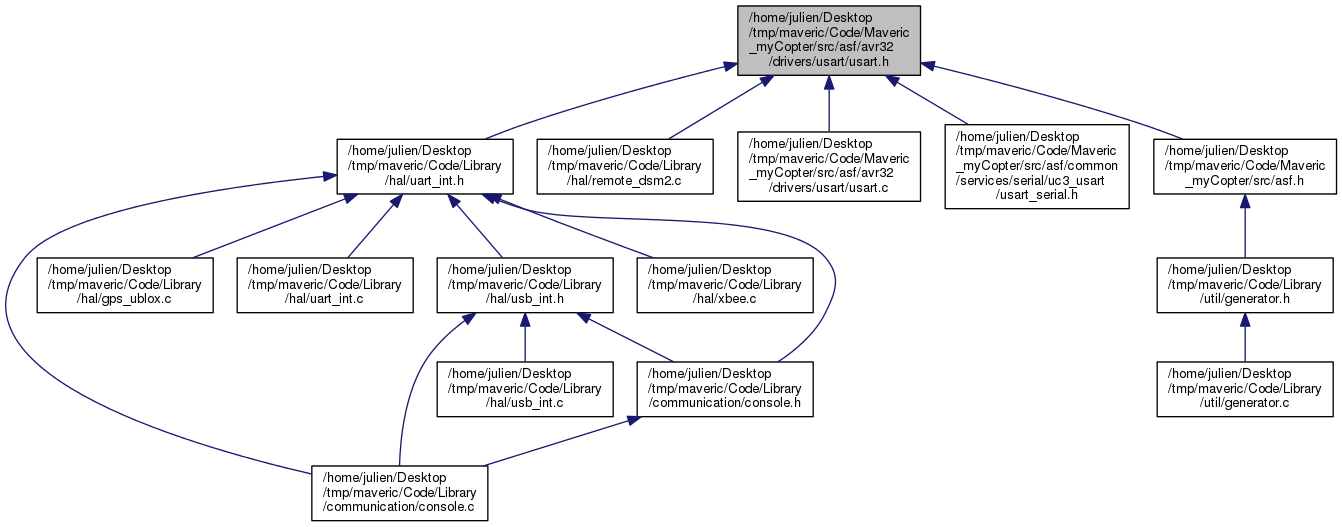 /home/julien/Desktop
/tmp/maveric/Code/Maveric
_myCopter/src/asf/avr32
/drivers/usart/usart.h
/home/julien/Desktop
/tmp/maveric/Code/Library
/hal/uart_int.h
/home/julien/Desktop
/tmp/maveric/Code/Library
/hal/remote_dsm2.c
/home/julien/Desktop
/tmp/maveric/Code/Maveric
_myCopter/src/asf/avr32
/drivers/usart/usart.c
/home/julien/Desktop
/tmp/maveric/Code/Maveric
_myCopter/src/asf/common
/services/serial/uc3_usart
/usart_serial.h
/home/julien/Desktop
/tmp/maveric/Code/Maveric
_myCopter/src/asf.h
/home/julien/Desktop
/tmp/maveric/Code/Library
/hal/gps_ublox.c
/home/julien/Desktop
/tmp/maveric/Code/Library
/hal/uart_int.c
/home/julien/Desktop
/tmp/maveric/Code/Library
/hal/usb_int.h
/home/julien/Desktop
/tmp/maveric/Code/Library
/hal/xbee.c
/home/julien/Desktop
/tmp/maveric/Code/Library
/util/generator.h
/home/julien/Desktop
/tmp/maveric/Code/Library
/hal/usb_int.c
/home/julien/Desktop
/tmp/maveric/Code/Library
/communication/console.h
/home/julien/Desktop
/tmp/maveric/Code/Library
/util/generator.c
/home/julien/Desktop
/tmp/maveric/Code/Library
/communication/console.c